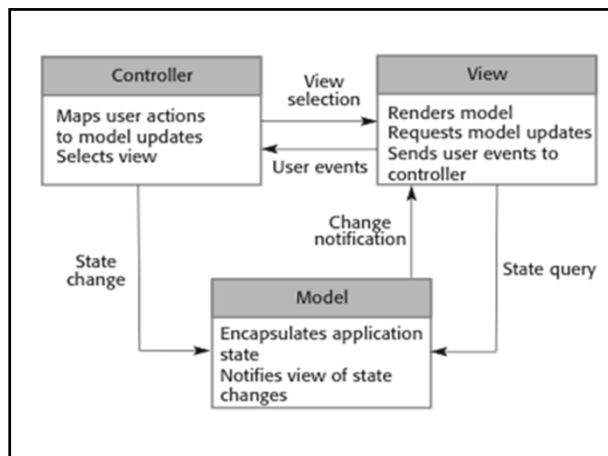 Controller
Maps user actions
to model updates
Selects view
View
selection
User events
View
Renders model
Requests model updates
Sends user events to
controller
State
change
Change
notification
State query
Model
Encapsulates application
state
Notifies view of state
changes